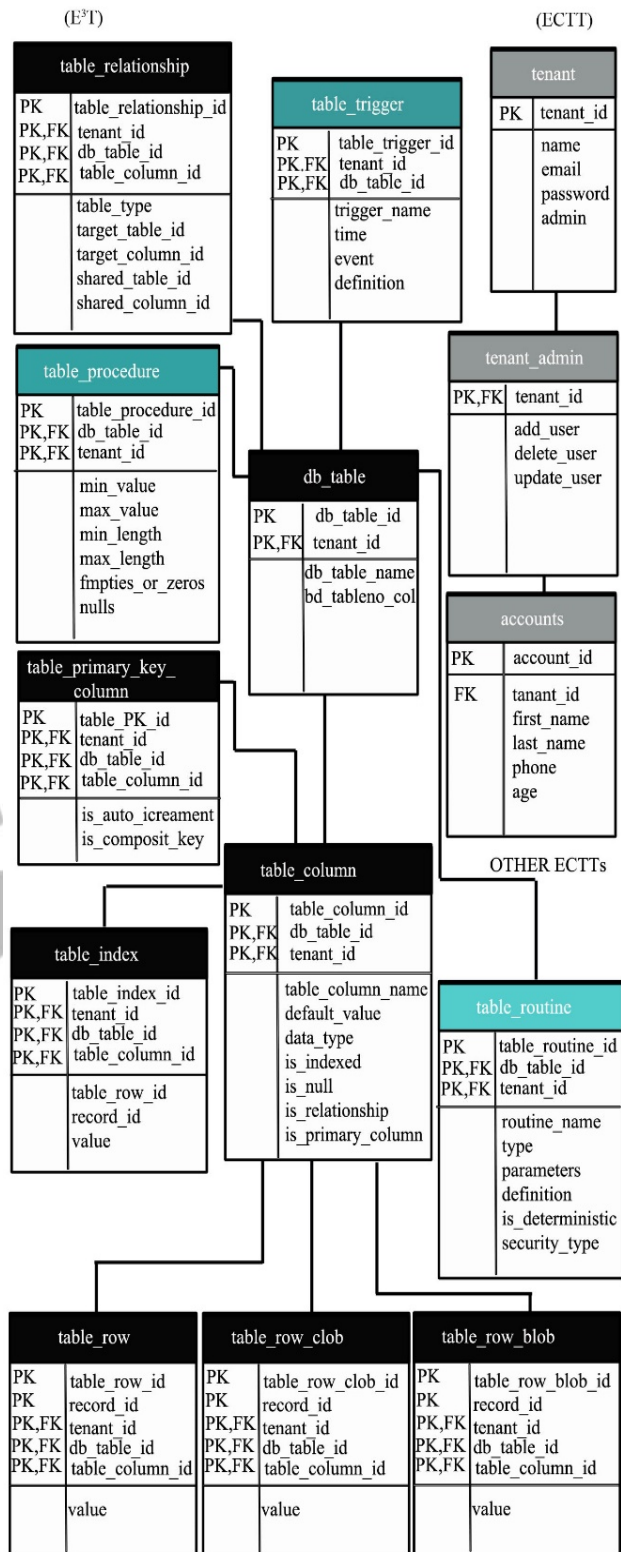 (E³T)
(ECTT)
table_relationship
PK table_relationship_id
PK,FK tenant_id
PK,FK db_table_id
PK,FK table_column_id
table_type
target_table_id
target_column_id
shared_table_id
shared_column_id
table_trigger
PK table_trigger_id
PK.FK tenant_id
PK,FK db_table_id
trigger_name
time
event
definition
tenant
PK tenant_id
name
email
password
admin
table_procedure
PK table_procedure_id
PK,FK db_table_id
PK,FK tenant_id
min_value
max_value
min_length
max_length
fmpties_or_zeros
nulls
db_table
PK db_table_id
PK,FK tenant_id
db_table_name
bd_tableno_col
tenant_admin
PK,FK tenant_id
add_user
delete_user
update_user
accounts
PK account_id
FK tanant_id
first_name
last_name
phone
age
OTHER ECTTs
table_primary_key_
column
PK table_PK_id
PK,FK tenant_id
PK,FK db_table_id
PK,FK table_column_id
is_auto_icreament
is_composit_key
table_column
PK table_column_id
PK,FK db_table_id
PK,FK tenant_id
table_column_name
default_value
data_type
is_indexed
is_null
is_relationship
is_primary_column
table_index
PK table_index_id
PK,FK tenant_id
PK,FK db_table_id
PK,FK table_column_id
table_row_id
record_id
value
table_routine
PK table_routine_id
PK,FK db_table_id
PK,FK tenant_id
routine_name
type
parameters
definition
is_deterministic
security_type
table_row
PK table_row_id
PK record_id
PK,FK tenant_id
PK,FK db_table_id
PK,FK table_column_id
value
table_row_clob
PK table_row_clob_id
PK record_id
PK,FK tenant_id
PK,FK db_table_id
PK,FK table_column_id
value
table_row_blob
PK table_row_blob_id
PK record_id
PK,FK tenant_id
PK,FK db_table_id
PK,FK table_column_id
value